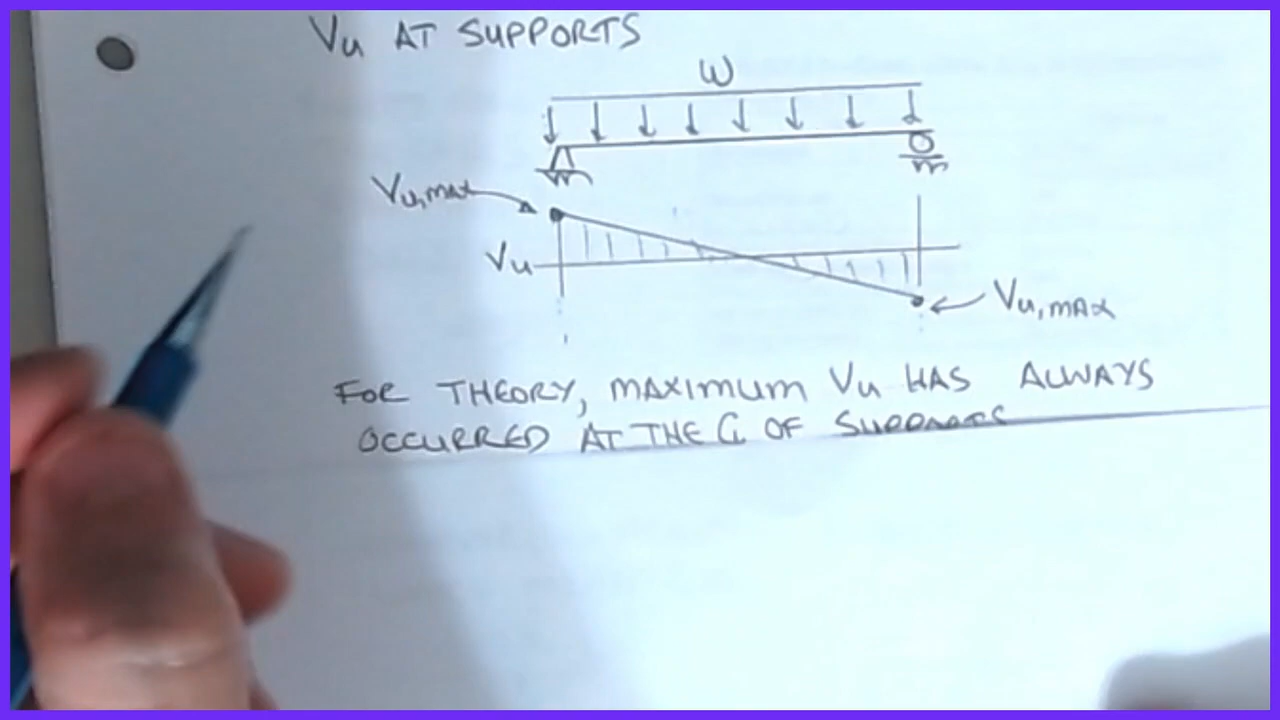 Vu AT SUPPORTS
W
Vu,MAX
Vu
Vu,MAX
FOR THEORY, MAXIMUM Vu HAS ALWAYS
OCCURRED AT THE ℄ OF SUPPORTS